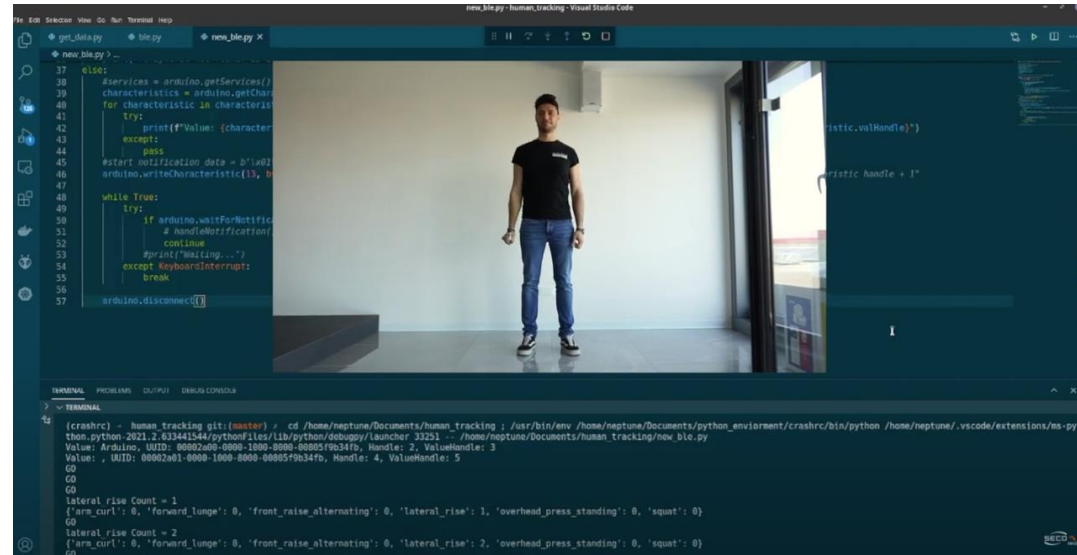 new_ble.py - human_tracking - Visual Studio Code
File Edit Selection View Go Run Terminal Help
get_data.py ble.py new_ble.py ×
new_ble.py > ...
37 else:
38 #services = arduino.getServices()
39 characteristics = arduino.getChar
40 for characteristic in characteris
41 try:
42 print(f"Value: {character ristic.valHandle}")
43 except:
44 pass
45 #start notification data = b'\x01
46 arduino.writeCharacteristic(13, b eristic handle + 1"
47
48 while True:
49 try:
50 if arduino.waitForNotific
51 # handleNotification(
52 continue
53 #print("Waiting...")
54 except KeyboardInterrupt:
55 break
56
57 arduino.disconnect()
TERMINAL PROBLEMS OUTPUT DEBUG CONSOLE
TERMINAL
(crashrc) → human_tracking git:(master) ✗ cd /home/neptune/Documents/human_tracking ; /usr/bin/env /home/neptune/Documents/python_enviorment/crashrc/bin/python /home/neptune/.vscode/extensions/ms-py
thon.python-2021.2.633441544/pythonFiles/lib/python/debugpy/launcher 33251 -- /home/neptune/Documents/human_tracking/new_ble.py
Value: Arduino, UUID: 00002a00-0000-1000-8000-00805f9b34fb, Handle: 2, ValueHandle: 3
Value: , UUID: 00002a01-0000-1000-8000-00805f9b34fb, Handle: 4, ValueHandle: 5
GO
GO
GO
lateral_rise Count = 1
{'arm_curl': 0, 'forward_lunge': 0, 'front_raise_alternating': 0, 'lateral_rise': 1, 'overhead_press_standing': 0, 'squat': 0}
GO
lateral_rise Count = 2
{'arm_curl': 0, 'forward_lunge': 0, 'front_raise_alternating': 0, 'lateral_rise': 2, 'overhead_press_standing': 0, 'squat': 0}
GO
SECO